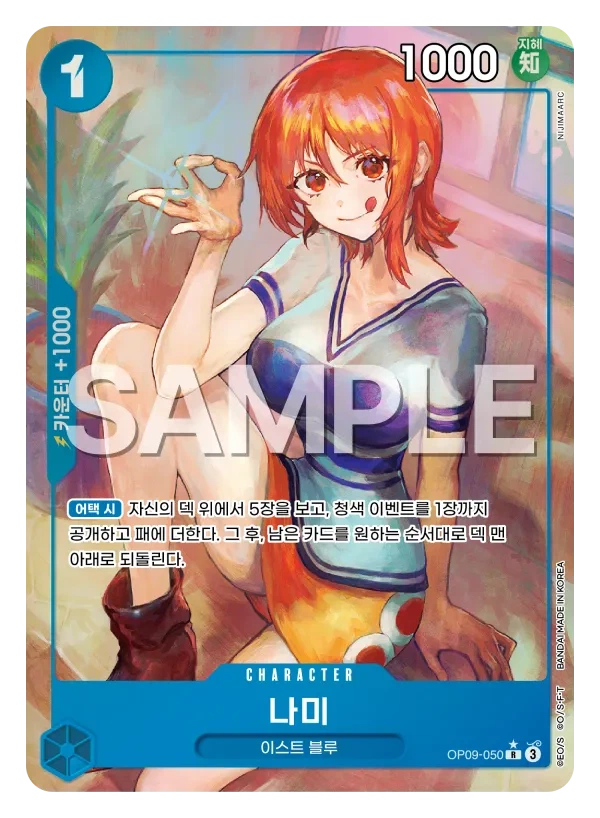 1
1000
지혜
知
NIJIMAARC
⚡카운터 +1000
SAMPLE
어택 시 자신의 덱 위에서 5장을 보고, 청색 이벤트를 1장까지
공개하고 패에 더한다. 그 후, 남은 카드를 원하는 순서대로 덱 맨
아래로 되돌린다.
CHARACTER
나미
이스트 블루
OP09-050 ★ R 3
©EO/S ©O/S·F·T BANDAI MADE IN KOREA